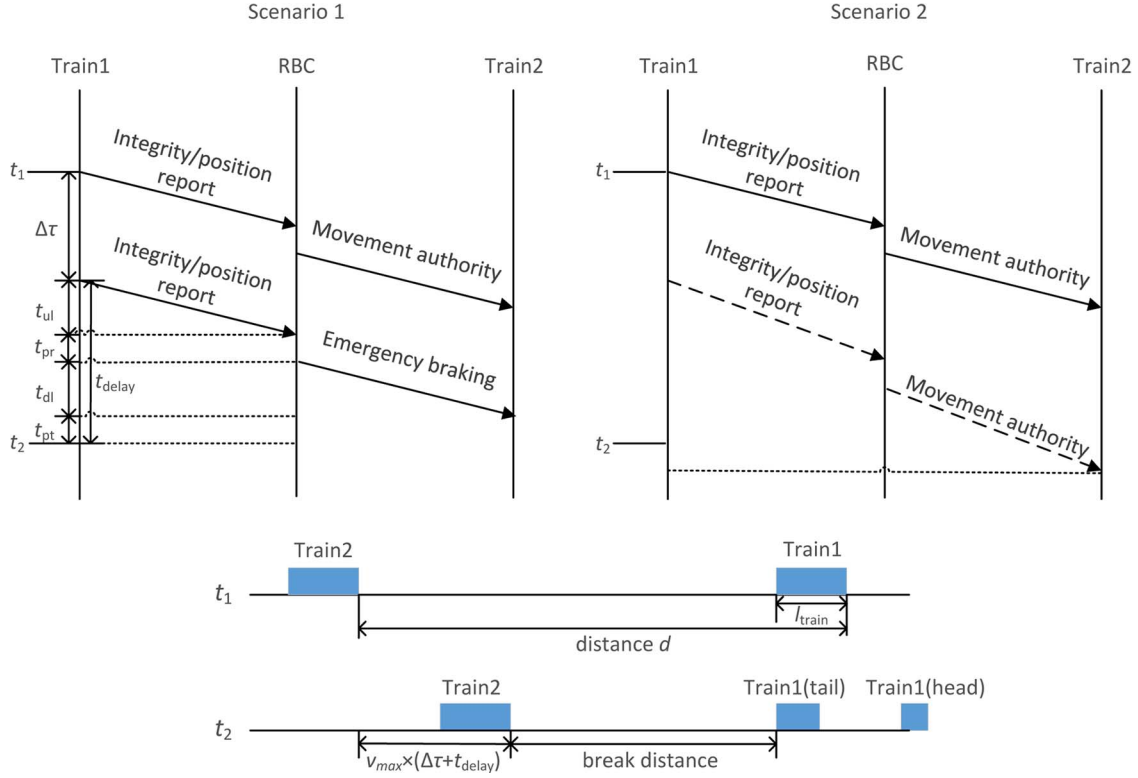 Scenario 1
Scenario 2
Train1
RBC
Train2
Train1
RBC
Train2
Integrity/position
report
Integrity/position
report
t1
t1
Movement authority
Movement authority
Δτ
Integrity/position
report
Integrity/position
report
tul
tpr
Emergency braking
tdelay
tdl
Movement authority
tpt
t2
t2
Train2
Train1
t1
ltrain
distance d
Train2
Train1(tail)
Train1(head)
t2
vmax×(Δτ+tdelay)
break distance